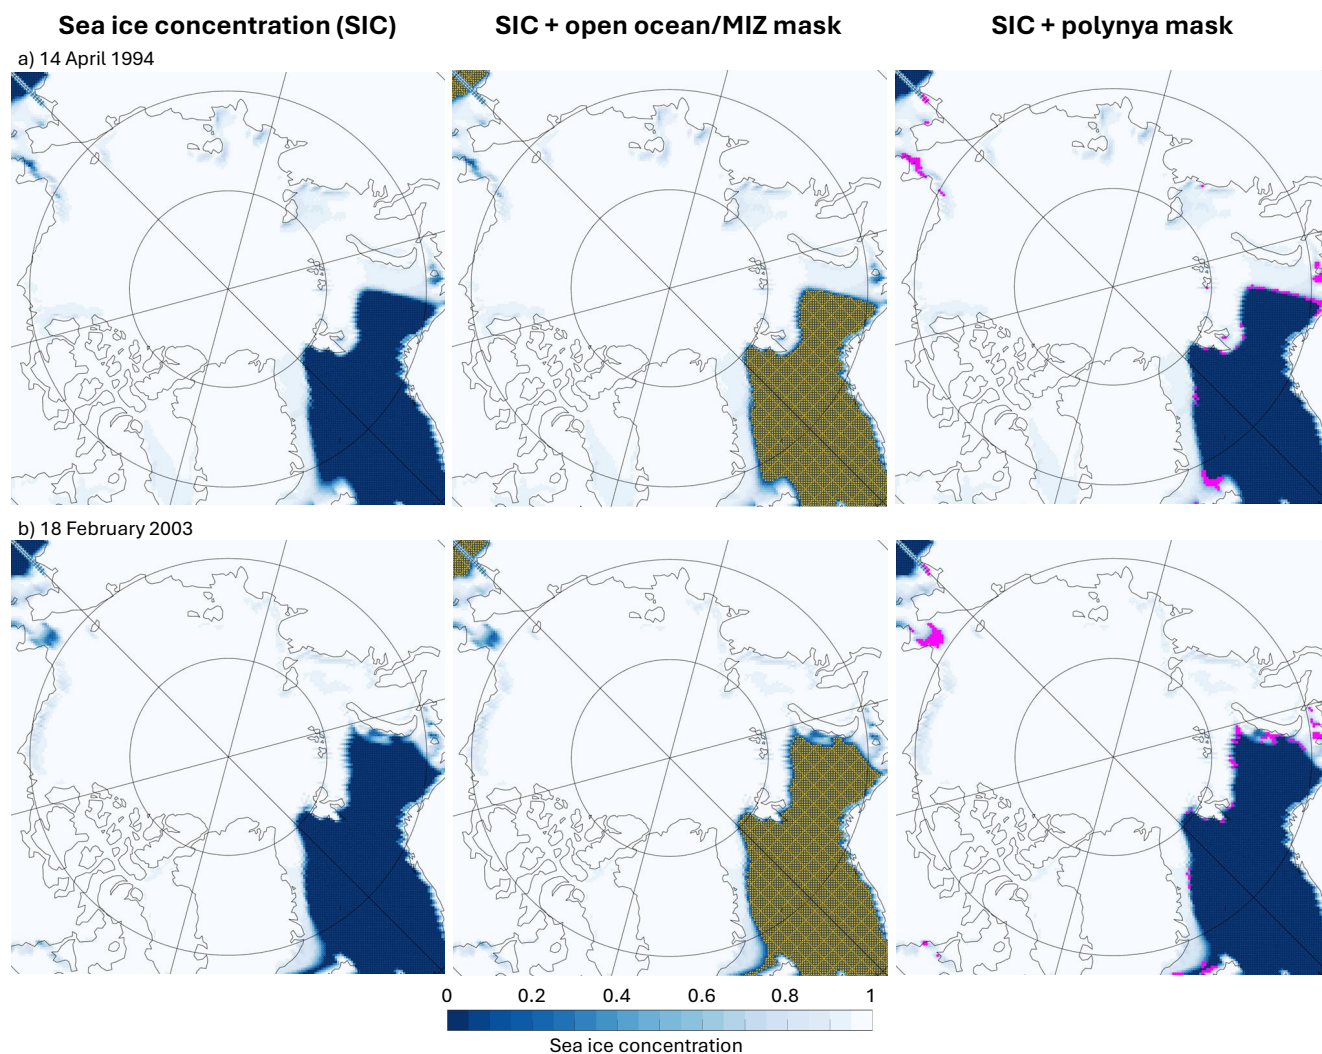 Sea ice concentration (SIC) SIC + open ocean/MIZ mask SIC + polynya mask
a) 14 April 1994
b) 18 February 2003
0 0.2 0.4 0.6 0.8 1
Sea ice concentration